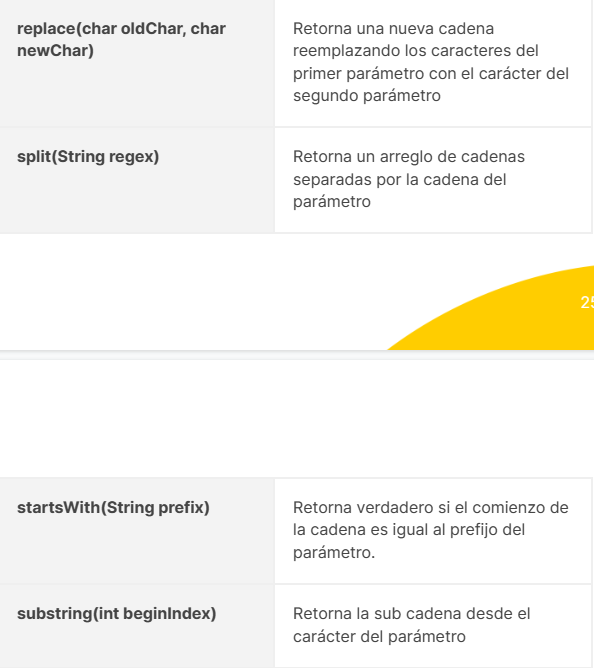 replace(char oldChar, char
newChar)
Retorna una nueva cadena
reemplazando los caracteres del
primer parámetro con el carácter del
segundo parámetro
split(String regex)
Retorna un arreglo de cadenas
separadas por la cadena del
parámetro
25
startsWith(String prefix)
Retorna verdadero si el comienzo de
la cadena es igual al prefijo del
parámetro.
substring(int beginIndex)
Retorna la sub cadena desde el
carácter del parámetro